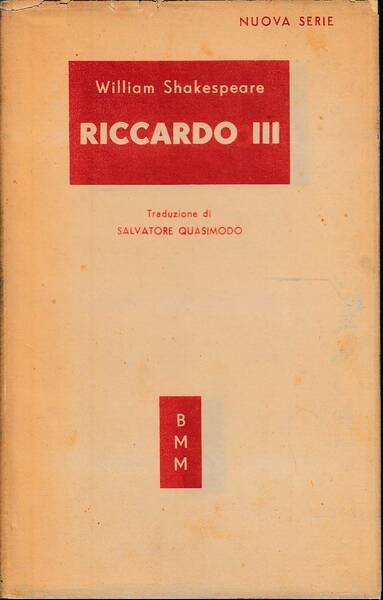 NUOVA SERIE
William Shakespeare
RICCARDO III
Traduzione di
SALVATORE QUASIMODO
B
M
M